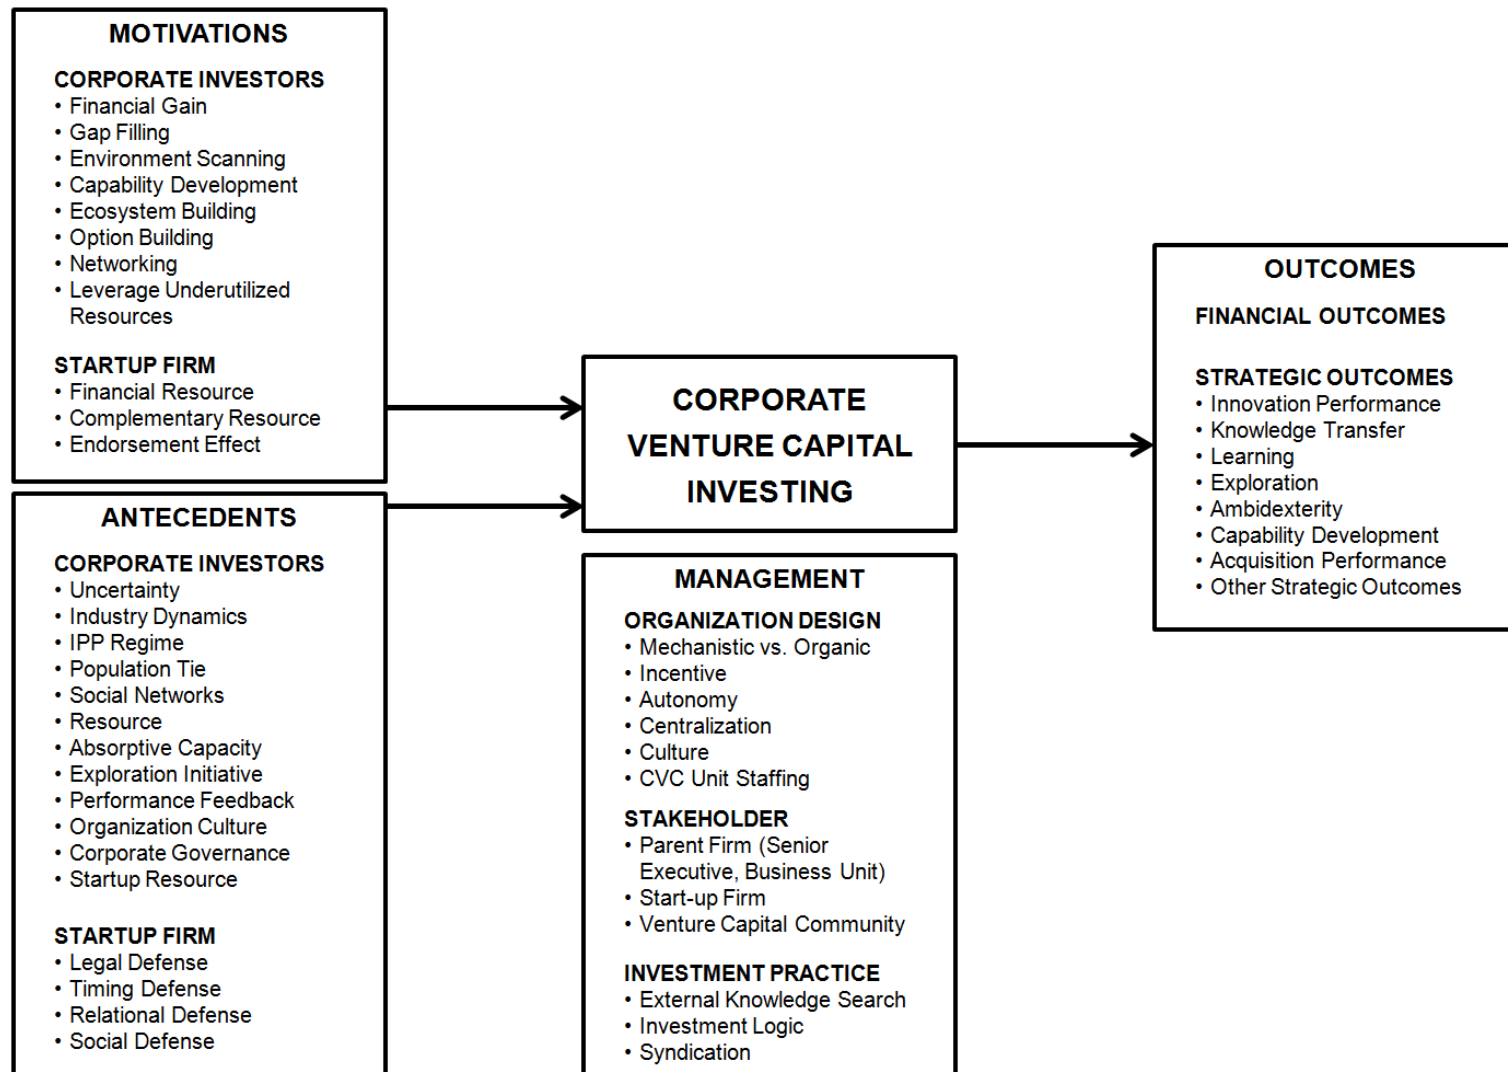 MOTIVATIONS
CORPORATE INVESTORS
• Financial Gain
• Gap Filling
• Environment Scanning
• Capability Development
• Ecosystem Building
• Option Building
• Networking
• Leverage Underutilized
Resources
STARTUP FIRM
• Financial Resource
• Complementary Resource
• Endorsement Effect
ANTECEDENTS
CORPORATE INVESTORS
• Uncertainty
• Industry Dynamics
• IPP Regime
• Population Tie
• Social Networks
• Resource
• Absorptive Capacity
• Exploration Initiative
• Performance Feedback
• Organization Culture
• Corporate Governance
• Startup Resource
STARTUP FIRM
• Legal Defense
• Timing Defense
• Relational Defense
• Social Defense
CORPORATE
VENTURE CAPITAL
INVESTING
MANAGEMENT
ORGANIZATION DESIGN
• Mechanistic vs. Organic
• Incentive
• Autonomy
• Centralization
• Culture
• CVC Unit Staffing
STAKEHOLDER
• Parent Firm (Senior
Executive, Business Unit)
• Start-up Firm
• Venture Capital Community
INVESTMENT PRACTICE
• External Knowledge Search
• Investment Logic
• Syndication
OUTCOMES
FINANCIAL OUTCOMES
STRATEGIC OUTCOMES
• Innovation Performance
• Knowledge Transfer
• Learning
• Exploration
• Ambidexterity
• Capability Development
• Acquisition Performance
• Other Strategic Outcomes